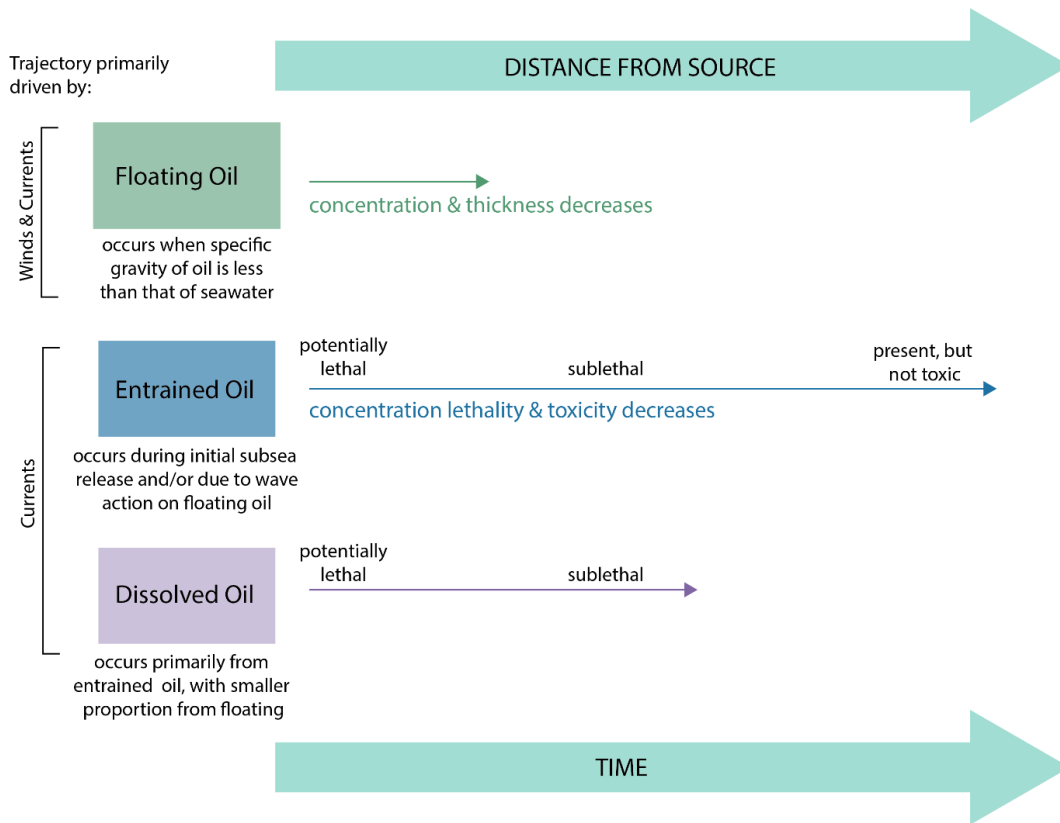 Trajectory primarily
driven by:
DISTANCE FROM SOURCE
Winds & Currents
Floating Oil
concentration & thickness decreases
occurs when specific
gravity of oil is less
than that of seawater
Currents
Entrained Oil
potentially
lethal
sublethal
present, but
not toxic
concentration lethality & toxicity decreases
occurs during initial subsea
release and/or due to wave
action on floating oil
Dissolved Oil
potentially
lethal
sublethal
occurs primarily from
entrained oil, with smaller
proportion from floating
TIME